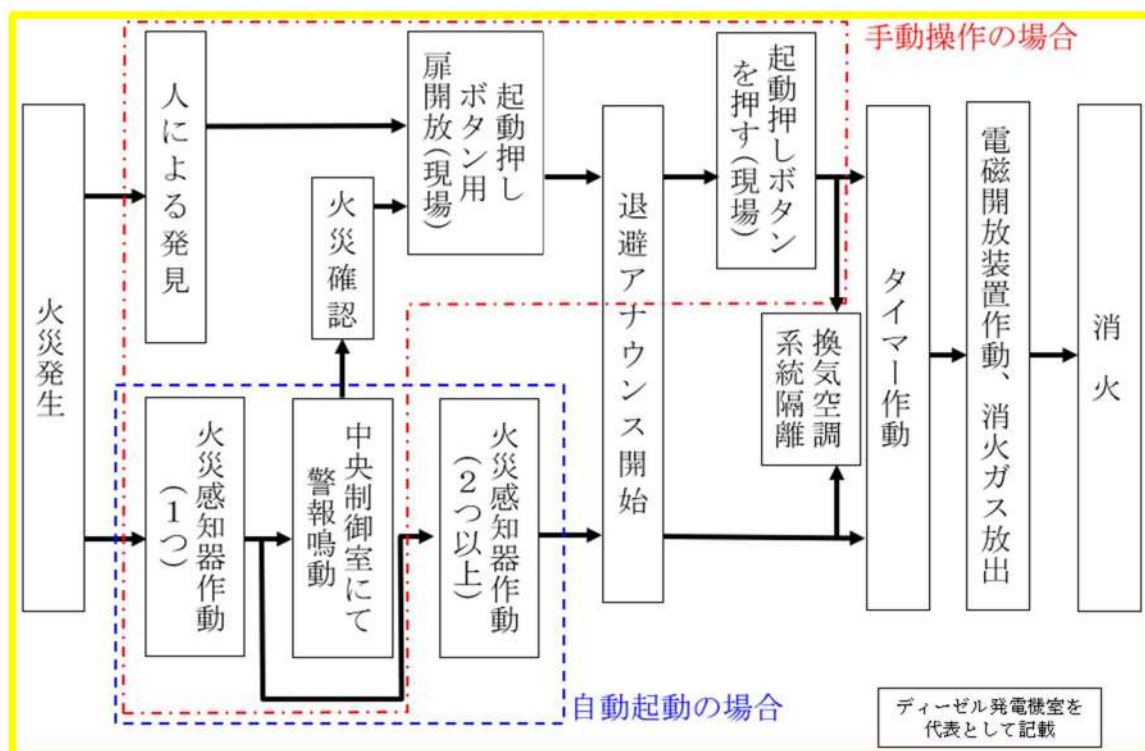 手動操作の場合
火災発生
人による発見
火災確認
起動押し
ボタン用
扉開放(現場)
退避アナウンス開始
起動押しボタン
を押す(現場)
換気空調
系統隔離
タイマー作動
電磁開放装置作動、消火ガス放出
消火
火災感知器作動
(1つ)
中央制御室にて
警報鳴動
火災感知器作動
(2つ以上)
自動起動の場合
ディーゼル発電機室を
代表として記載